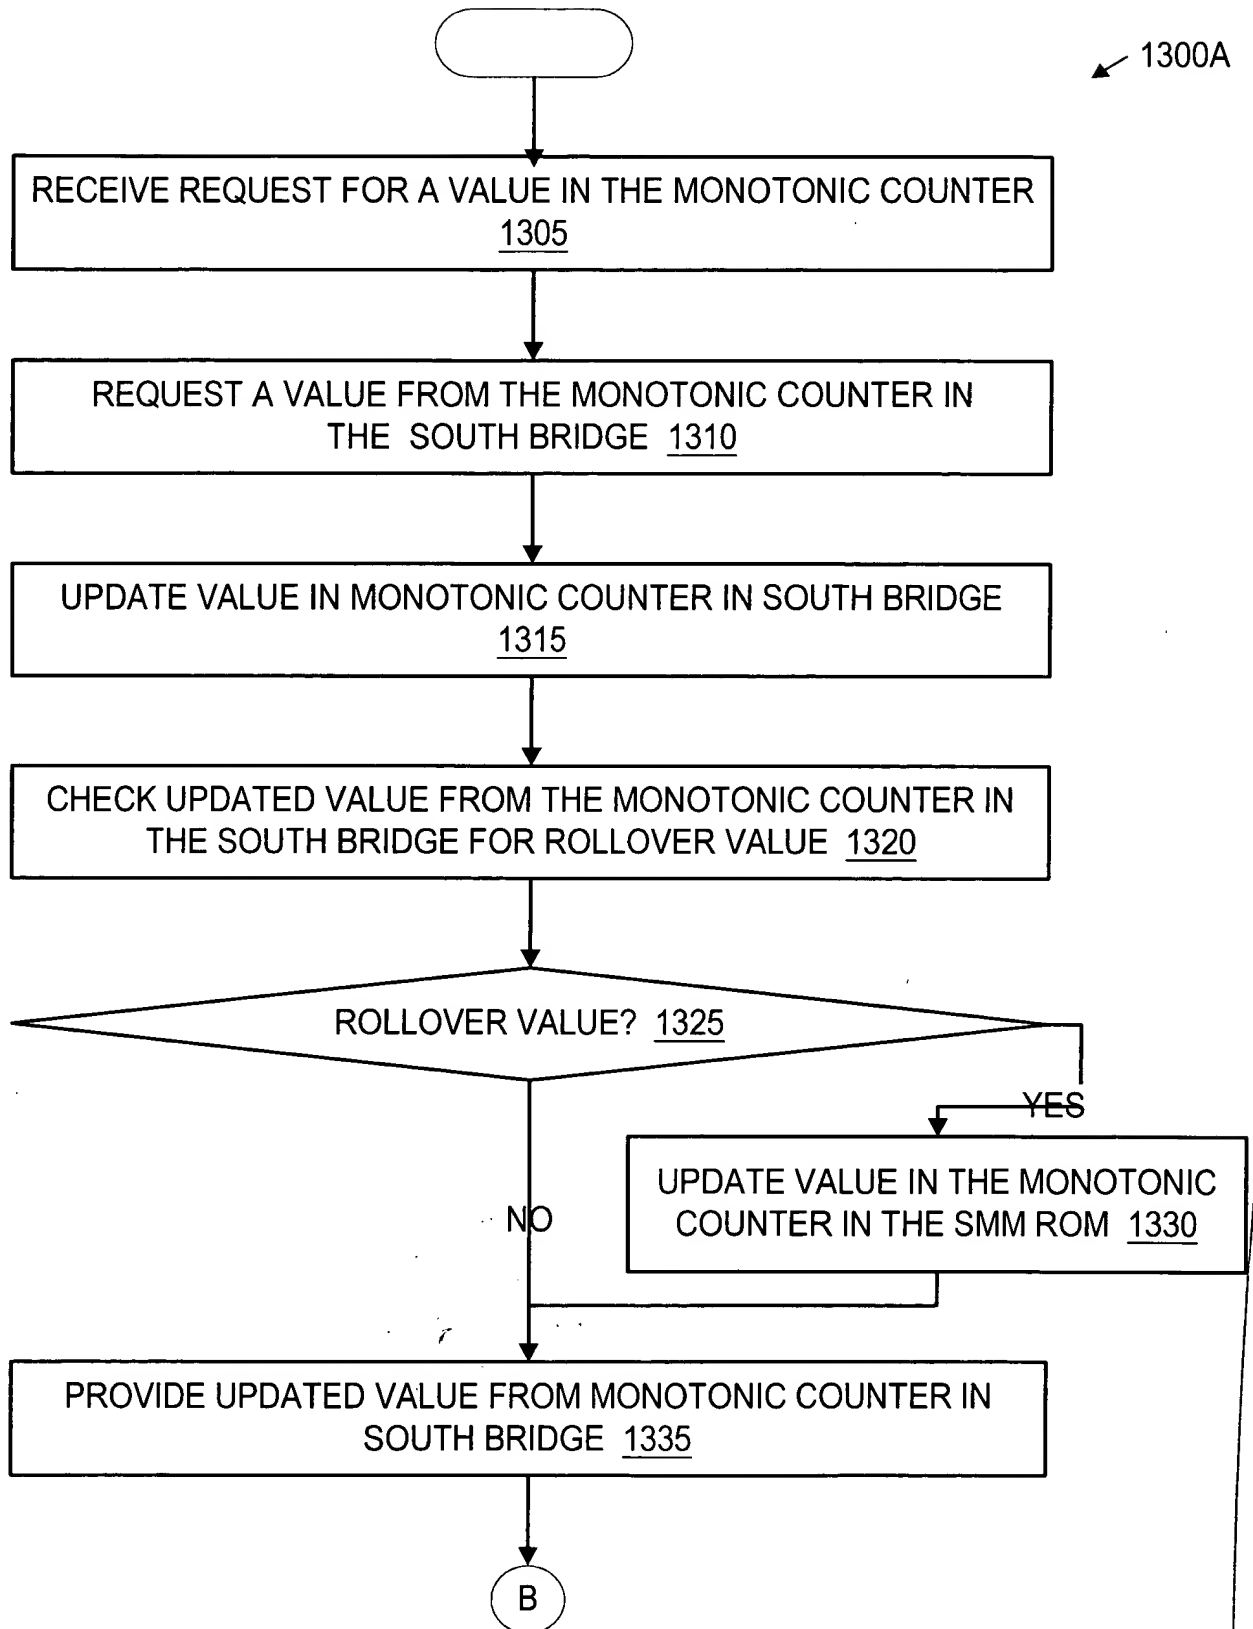 1300A
RECEIVE REQUEST FOR A VALUE IN THE MONOTONIC COUNTER
1305
REQUEST A VALUE FROM THE MONOTONIC COUNTER IN
THE SOUTH BRIDGE 1310
UPDATE VALUE IN MONOTONIC COUNTER IN SOUTH BRIDGE
1315
CHECK UPDATED VALUE FROM THE MONOTONIC COUNTER IN
THE SOUTH BRIDGE FOR ROLLOVER VALUE 1320
ROLLOVER VALUE? 1325
YES
UPDATE VALUE IN THE MONOTONIC
COUNTER IN THE SMM ROM 1330
NO
PROVIDE UPDATED VALUE FROM MONOTONIC COUNTER IN
SOUTH BRIDGE 1335
B